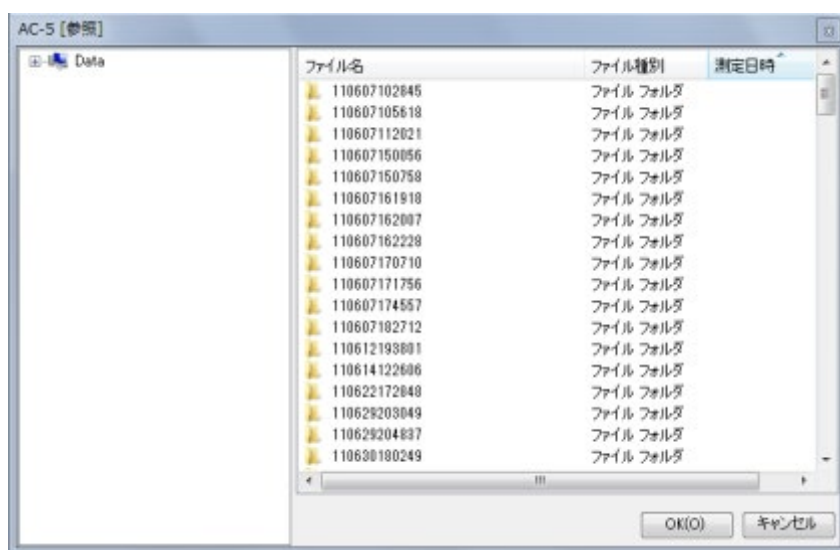 AC-5 [参照]
Data
ファイル名 ファイル種別 測定日時
110607102845 ファイル フォルダ
110607105618 ファイル フォルダ
110607112021 ファイル フォルダ
110607150056 ファイル フォルダ
110607150758 ファイル フォルダ
110607161918 ファイル フォルダ
110607162007 ファイル フォルダ
110607162228 ファイル フォルダ
110607170710 ファイル フォルダ
110607171756 ファイル フォルダ
110607174557 ファイル フォルダ
110607182712 ファイル フォルダ
110612193801 ファイル フォルダ
110614122606 ファイル フォルダ
110622172848 ファイル フォルダ
110629203049 ファイル フォルダ
110629204837 ファイル フォルダ
110630180249 ファイル フォルダ
OK(O) キャンセル